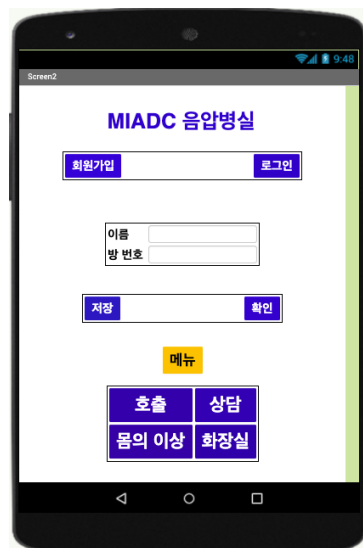 9:48
Screen2
MIADC 음압병실
회원가입 로그인
이름
방 번호
저장 확인
메뉴
호출 상담
몸의 이상 화장실